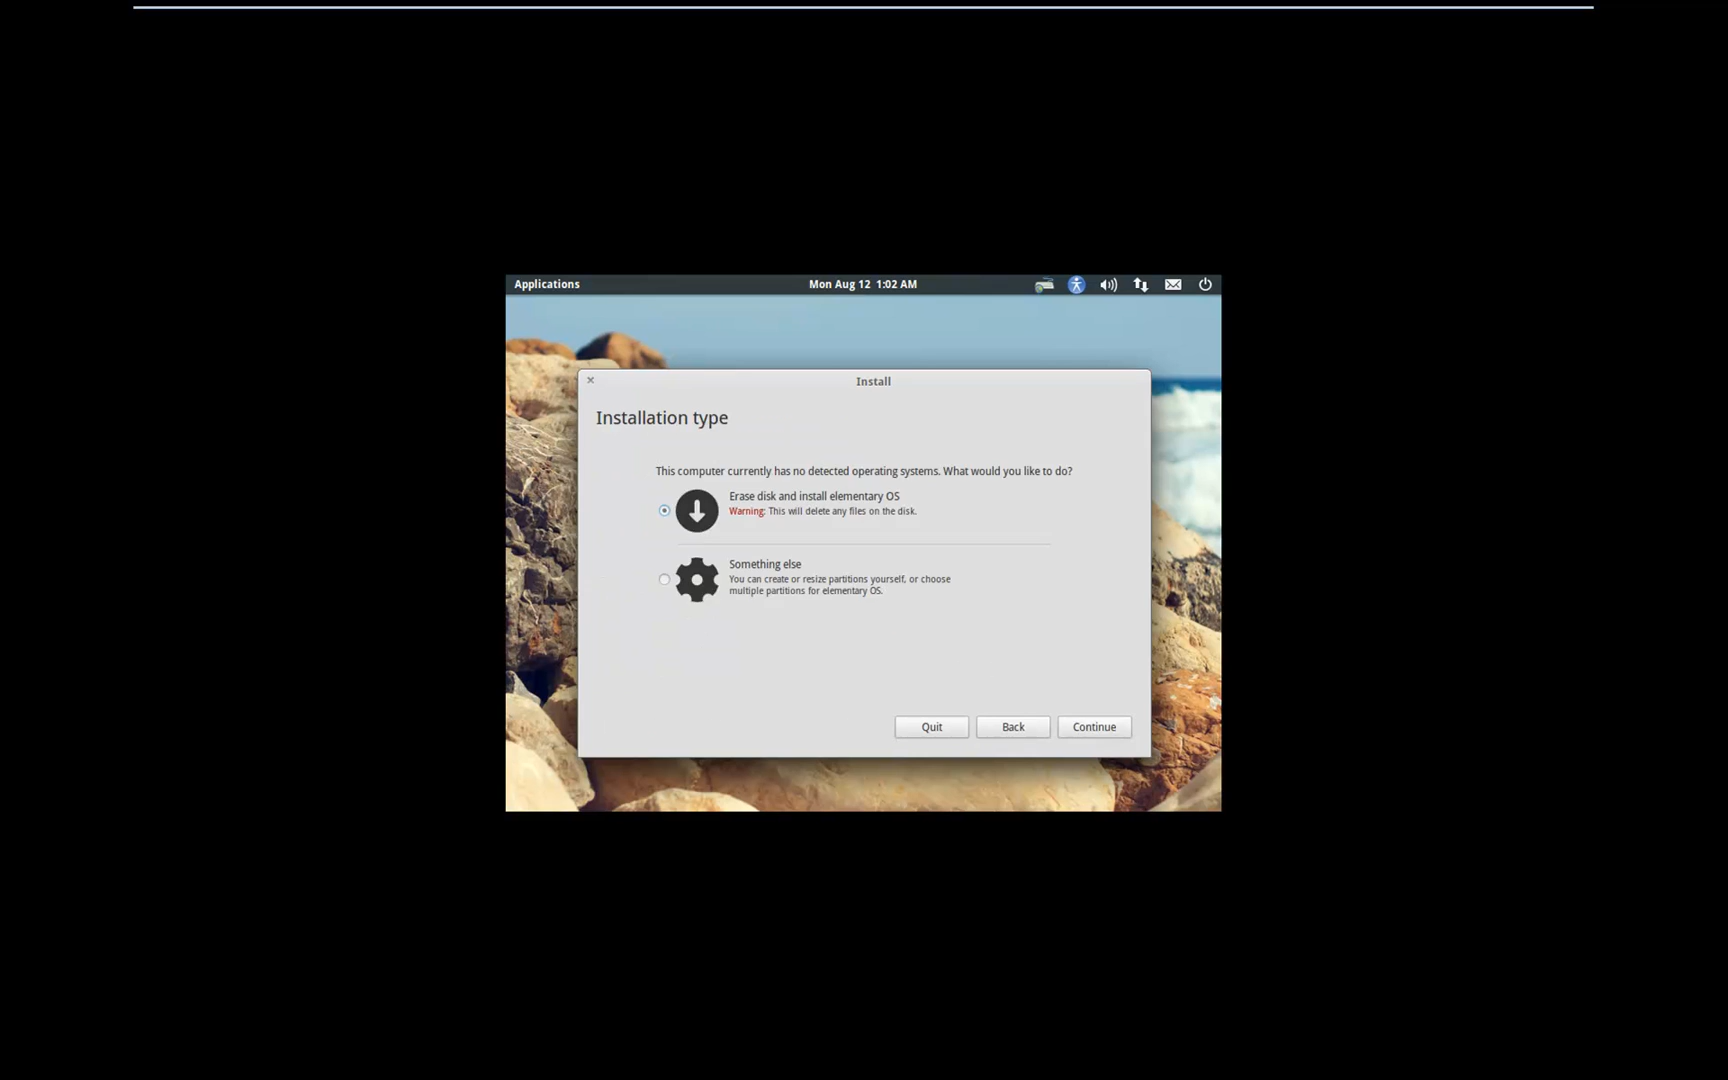 Applications
Mon Aug 12 1:02 AM
Install
Installation type
This computer currently has no detected operating systems. What would you like to do?
Erase disk and install elementary OS
Warning: This will delete any files on the disk.
Something else
You can create or resize partitions yourself, or choose
multiple partitions for elementary OS.
Quit
Back
Continue